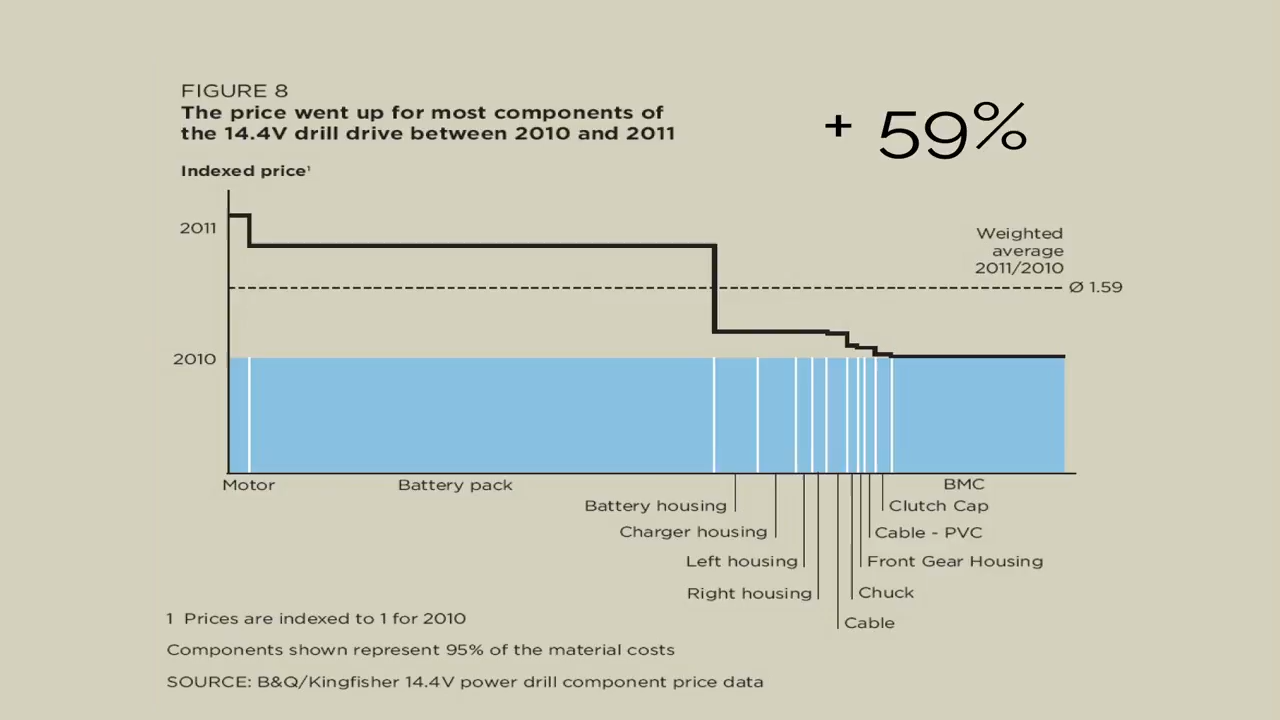 FIGURE 8
The price went up for most components of
the 14.4V drill drive between 2010 and 2011
+ 59%
Indexed price¹
2011
Weighted
average
2011/2010
Ø 1.59
2010
Motor
Battery pack
BMC
Battery housing
Clutch Cap
Charger housing
Cable - PVC
Left housing
Front Gear Housing
Right housing
Chuck
Cable
1 Prices are indexed to 1 for 2010
Components shown represent 95% of the material costs
SOURCE: B&Q/Kingfisher 14.4V power drill component price data